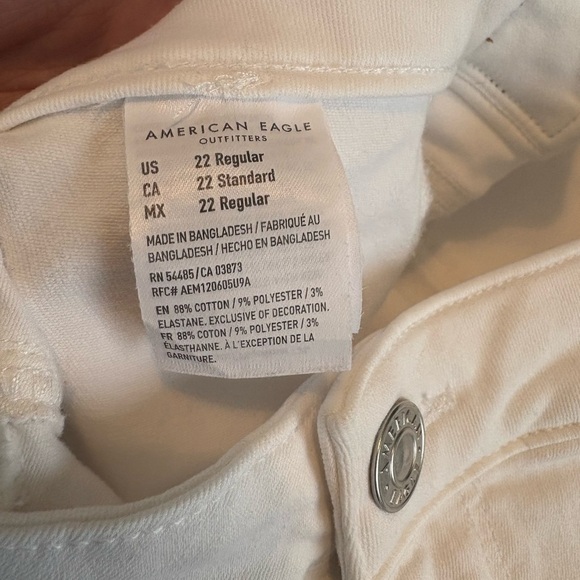 AMERICAN EAGLE
OUTFITTERS
US 22 Regular
CA 22 Standard
MX 22 Regular
MADE IN BANGLADESH / FABRIQUÉ AU
BANGLADESH / HECHO EN BANGLADESH
RN 54485 / CA 03873
RFC# AEM120605U9A
EN 88% COTTON / 9% POLYESTER / 3%
ELASTANE. EXCLUSIVE OF DECORATION.
FR 88% COTON / 9% POLYESTER / 3%
ÉLASTHANNE. À L'EXCEPTION DE LA
GARNITURE.